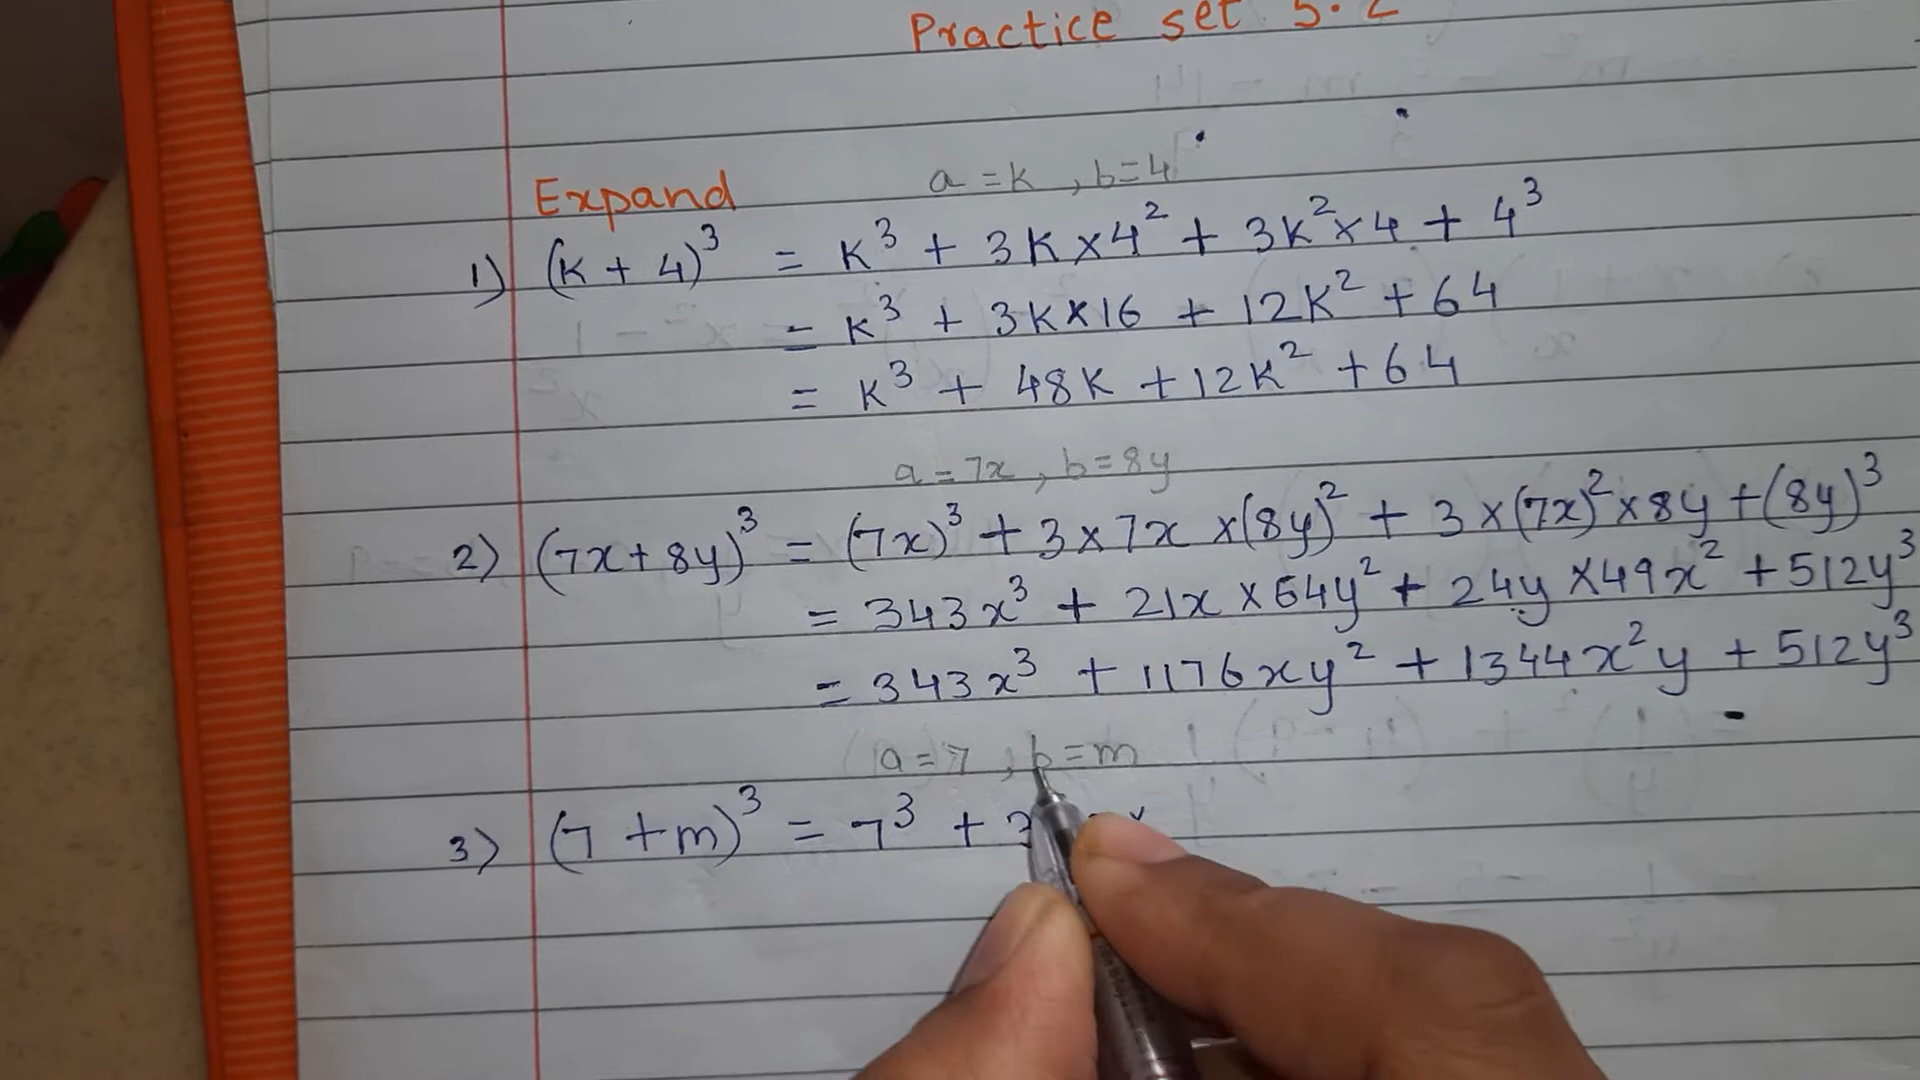 Practice set 5.2
Expand
a = k , b = 4
1) (k + 4)³ = k³ + 3k × 4² + 3k² × 4 + 4³
= k³ + 3k × 16 + 12k² + 64
= k³ + 48k + 12k² + 64
a = 7x , b = 8y
2) (7x + 8y)³ = (7x)³ + 3 × 7x × (8y)² + 3 × (7x)² × 8y + (8y)³
= 343x³ + 21x × 64y² + 24y × 49x² + 512y³
= 343x³ + 1176xy² + 1344x²y + 512y³
a = 7 , b = m
3) (7 + m)³ = 7³ +